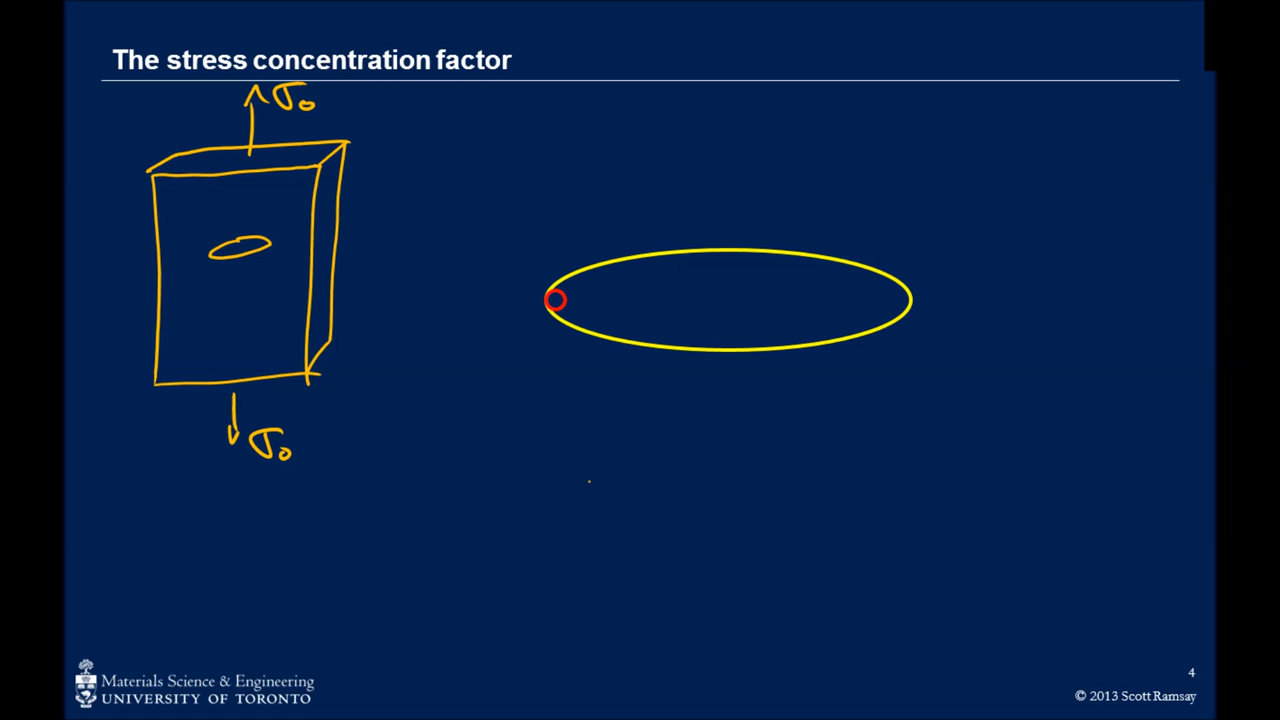 The stress concentration factor
σ₀
σ₀
4
Materials Science & Engineering
UNIVERSITY OF TORONTO
© 2013 Scott Ramsay